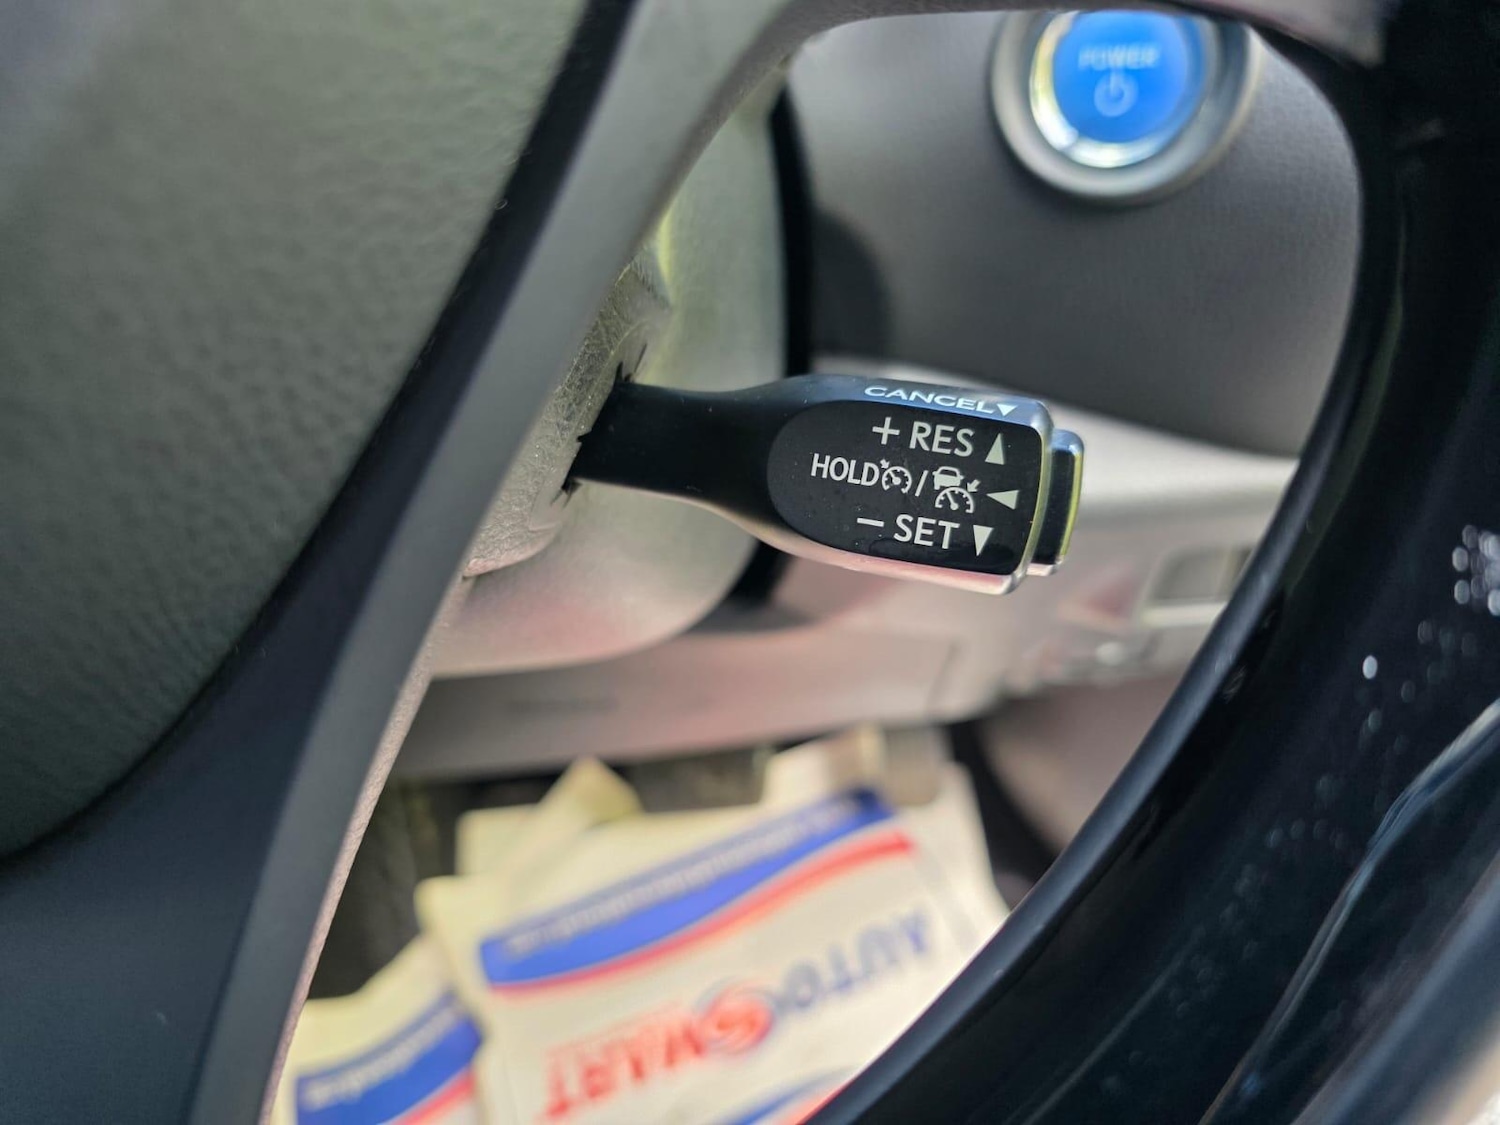 POWER
CANCEL▼
+ RES ▲
HOLD / ◀
− SET ▼
AUTO
SMART